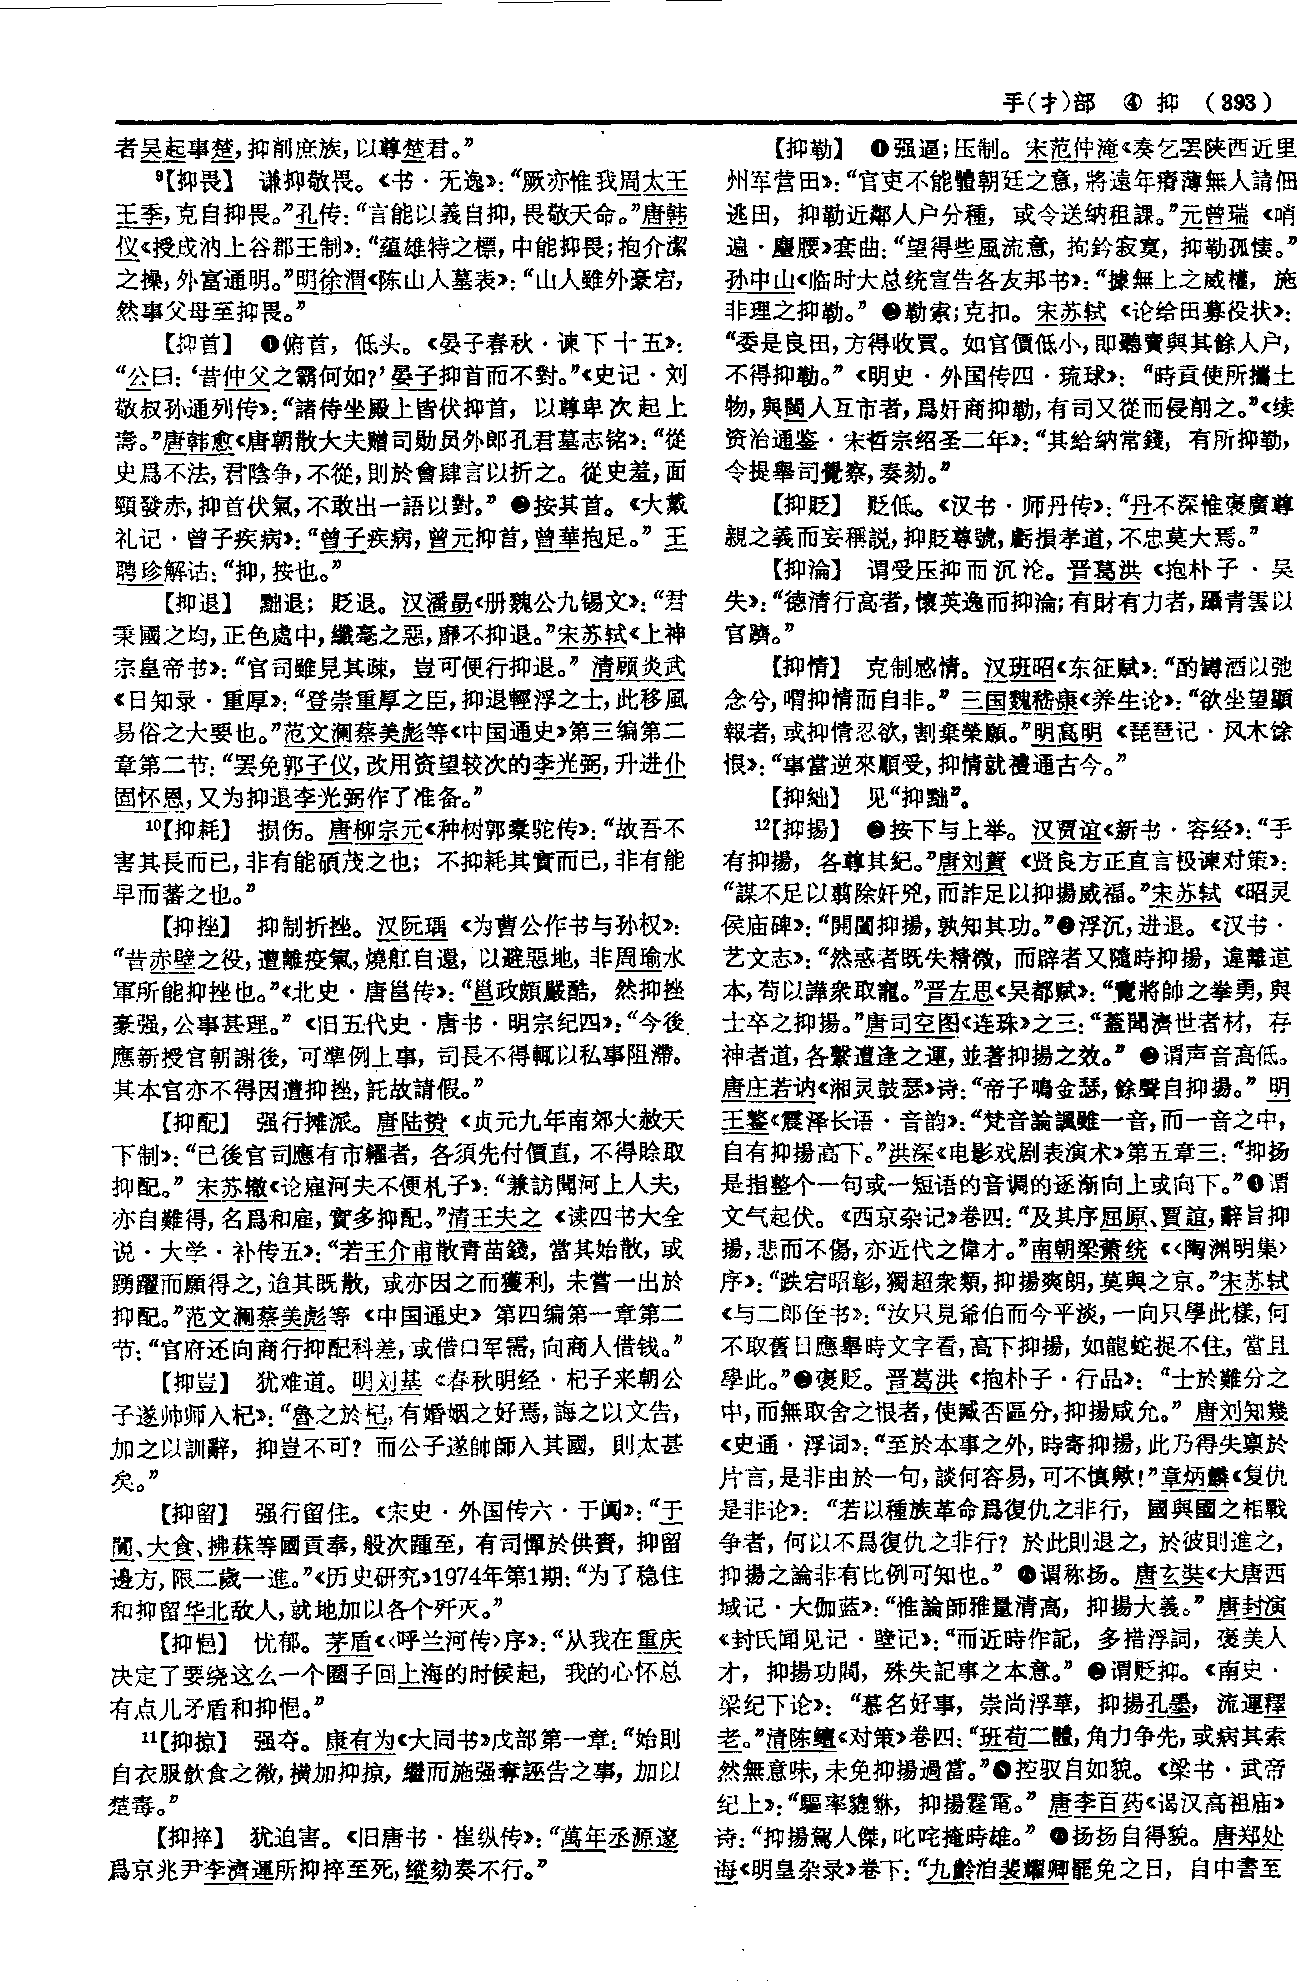 手(扌)部 ④ 抑 (393)
者吴起事楚，抑削庶族，以尊楚君。”
⁹【抑畏】 谦抑敬畏。《书·无逸》：“厥亦惟我周太王
王季，克自抑畏。”孔传：“言能以義自抑，畏敬天命。”唐韩
仪《授成汭上谷郡王制》：“蕴雄特之標，中能抑畏；抱介潔
之操，外富通明。”明徐渭《陈山人墓表》：“山人雖外豪宕，
然事父母至抑畏。”
【抑首】 ❶俯首，低头。《晏子春秋·谏下十五》：
“公曰：‘昔仲父之霸何如？’晏子抑首而不對。”《史记·刘
敬叔孙通列传》：“諸侍坐殿上皆伏抑首，以尊卑次起上
壽。”唐韩愈《唐朝散大夫赠司勋员外郎孔君墓志铭》：“從
史爲不法，君陰争，不從，則於會肆言以折之。從史羞，面
頸發赤，抑首伏氣，不敢出一語以對。” ❷按其首。《大戴
礼记·曾子疾病》：“曾子疾病，曾元抑首，曾華抱足。” 王
聘珍解诂：“抑，按也。”
【抑退】 黜退；贬退。汉潘勗《册魏公九锡文》：“君
秉國之均，正色處中，纖毫之惡，靡不抑退。”宋苏轼《上神
宗皇帝书》：“官司雖見其疎，豈可便行抑退。” 清顾炎武
《日知录·重厚》：“登崇重厚之臣，抑退輕浮之士，此移風
易俗之大要也。”范文澜蔡美彪等《中国通史》第三编第二
章第二节：“罢免郭子仪，改用资望较次的李光弼，升进仆
固怀恩，又为抑退李光弼作了准备。”
¹⁰【抑耗】 损伤。唐柳宗元《种树郭橐驼传》：“故吾不
害其長而已，非有能碩茂之也；不抑耗其實而已，非有能
早而蕃之也。”
【抑挫】 抑制折挫。汉阮瑀《为曹公作书与孙权》：
“昔赤壁之役，遭離疫氣，燒舡自還，以避惡地，非周瑜水
軍所能抑挫也。”《北史·唐邕传》：“邕政頗嚴酷，然抑挫
豪强，公事甚理。”《旧五代史·唐书·明宗纪四》：“今後
應新授官朝謝後，可準例上事，司長不得輒以私事阻滯。
其本官亦不得因遭抑挫，託故請假。”
【抑配】 强行摊派。唐陆贽《贞元九年南郊大赦天
下制》：“已後官司應有市糴者，各須先付價直，不得賒取
抑配。” 宋苏辙《论雇河夫不便札子》：“兼訪聞河上人夫，
亦自難得，名爲和雇，實多抑配。”清王夫之《读四书大全
说·大学·补传五》：“若王介甫散青苗錢，當其始散，或
踴躍而願得之，迨其既散，或亦因之而獲利，未嘗一出於
抑配。”范文澜蔡美彪等《中国通史》第四编第一章第二
节：“官府还向商行抑配科差，或借口军需，向商人借钱。”
【抑豈】 犹难道。明刘基《春秋明经·杞子来朝公
子遂帅师入杞》：“魯之於杞，有婚姻之好焉，誨之以文告，
加之以訓辭，抑豈不可？而公子遂帥師入其國，則太甚
矣。”
【抑留】 强行留住。《宋史·外国传六·于阗》：“于
闐、大食、拂菻等國貢奉，般次踵至，有司憚於供賚，抑留
邊方，限二歲一進。”《历史研究》1974年第1期：“为了稳住
和抑留华北敌人，就地加以各个歼灭。”
【抑悒】 忧郁。茅盾《〈呼兰河传〉序》：“从我在重庆
决定了要绕这么一个圈子回上海的时候起，我的心怀总
有点儿矛盾和抑悒。”
¹¹【抑掠】 强夺。康有为《大同书》戊部第一章：“始則
自衣服飲食之微，横加抑掠，繼而施强奪誣告之事，加以
楚毒。”
【抑捽】 犹迫害。《旧唐书·崔纵传》：“萬年丞源邃
爲京兆尹李濟運所抑捽至死，縱劾奏不行。”
【抑勒】 ❶强逼；压制。宋范仲淹《奏乞罢陕西近里
州军营田》：“官吏不能體朝廷之意，將遠年瘠薄無人請佃
逃田，抑勒近鄰人户分種，或令送納租課。”元曾瑞《哨
遍·麈腰》套曲：“望得些風流意，拘鈐寂寞，抑勒孤悽。”
孙中山《临时大总统宣告各友邦书》：“據無上之威權，施
非理之抑勒。” ❷勒索；克扣。宋苏轼《论给田募役状》：
“委是良田，方得收買。如官價低小，即聽賣與其餘人户，
不得抑勒。”《明史·外国传四·琉球》：“時貢使所攜土
物，與閩人互市者，爲奸商抑勒，有司又從而侵削之。”《续
资治通鉴·宋哲宗绍圣二年》：“其給納常錢，有所抑勒，
令提舉司覺察，奏劾。”
【抑贬】 贬低。《汉书·师丹传》：“丹不深惟褒廣尊
親之義而妄稱説，抑貶尊號，虧損孝道，不忠莫大焉。”
【抑淪】 谓受压抑而沉沦。晋葛洪《抱朴子·吴
失》：“德清行高者，懷英逸而抑淪；有財有力者，躡青雲以
官躋。”
【抑情】 克制感情。汉班昭《东征赋》：“酌罇酒以弛
念兮，喟抑情而自非。” 三国魏嵇康《养生论》：“欲坐望顯
報者，或抑情忍欲，割棄榮願。”明高明《琵琶记·风木馀
恨》：“事當逆來順受，抑情就禮通古今。”
【抑絀】 见“抑黜”。
¹²【抑揚】 ❶按下与上举。汉贾谊《新书·容经》：“手
有抑揚，各尊其紀。”唐刘蕡《贤良方正直言极谏对策》：
“謀不足以翦除奸兇，而詐足以抑揚威福。”宋苏轼《昭灵
侯庙碑》：“開闔抑揚，孰知其功。”❷浮沉，进退。《汉书·
艺文志》：“然惑者既失精微，而辟者又隨時抑揚，違離道
本，苟以譁衆取寵。”晋左思《吴都赋》：“覽將帥之拳勇，與
士卒之抑揚。”唐司空图《连珠》之三：“蓋聞濟世者材，存
神者道，各繫遭逢之運，並著抑揚之效。” ❸谓声音高低。
唐庄若讷《湘灵鼓瑟》诗：“帝子鳴金瑟，餘聲自抑揚。” 明
王鏊《震泽长语·音韵》：“梵音論諷雖一音，而一音之中，
自有抑揚高下。”洪深《电影戏剧表演术》第五章三：“抑扬
是指整个一句或一短语的音调的逐渐向上或向下。”❹谓
文气起伏。《西京杂记》卷四：“及其序屈原、賈誼，辭旨抑
揚，悲而不傷，亦近代之偉才。”南朝梁萧统《〈陶渊明集〉
序》：“跌宕昭彰，獨超衆類，抑揚爽朗，莫與之京。”宋苏轼
《与二郎侄书》：“汝只見爺伯而今平淡，一向只學此樣，何
不取舊日應舉時文字看，高下抑揚，如龍蛇捉不住，當且
學此。”❺褒贬。晋葛洪《抱朴子·行品》：“士於難分之
中，而無取舍之恨者，使臧否區分，抑揚咸允。” 唐刘知幾
《史通·浮词》：“至於本事之外，時寄抑揚，此乃得失禀於
片言，是非由於一句，談何容易，可不慎歟！”章炳麟《复仇
是非论》：“若以種族革命爲復仇之非行，國與國之相戰
争者，何以不爲復仇之非行？於此則退之，於彼則進之，
抑揚之論非有比例可知也。” ❻谓称扬。唐玄奘《大唐西
域记·大伽蓝》：“惟論師雅量清高，抑揚大義。” 唐封演
《封氏闻见记·壁记》：“而近時作記，多措浮詞，褒美人
才，抑揚功閥，殊失記事之本意。” ❼谓贬抑。《南史·
梁纪下论》：“慕名好事，崇尚浮華，抑揚孔墨，流連釋
老。”清陈鳣《对策》卷四：“班荀二體，角力争先，或病其索
然無意味，未免抑揚過當。”❽控驭自如貌。《梁书·武帝
纪上》：“驅率貔貅，抑揚霆電。” 唐李百药《谒汉高祖庙》
诗：“抑揚駕人傑，叱咤掩時雄。” ❾扬扬自得貌。唐郑处
诲《明皇杂录》卷下：“九齡洎裴耀卿罷免之日，自中書至